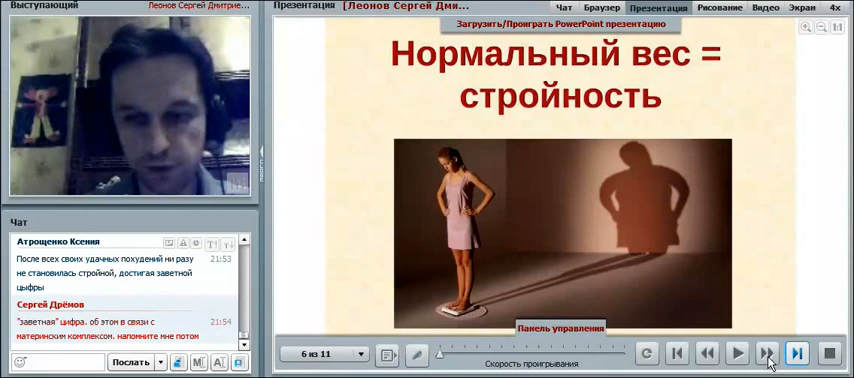 Выступающий
Леонов Сергей Дмитрие...
Презентация
[Леонов Сергей Дми...
Чат
Браузер
Презентация
Рисование
Видео
Экран
4x
Загрузить/Проиграть PowerPoint презентацию
1:1
Нормальный вес =
стройность
Чат
Атрощенко Ксения
После всех своих удачных похудений ни разу
21:53
не становилась стройной, достигая заветной
цыфры
Сергей Дрёмов
"заветная" цифра. об этом в связи с
21:54
материнским комплексом. напомните мне потом
Послать
Панель управления
6 из 11
Скорость проигрывания